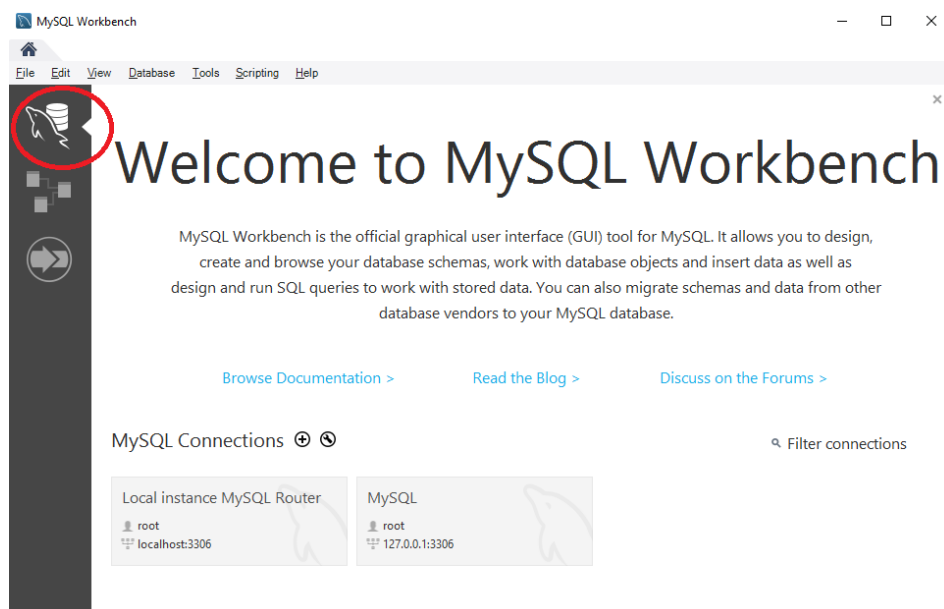 MySQL Workbench
File Edit View Database Tools Scripting Help
Welcome to MySQL Workbench
MySQL Workbench is the official graphical user interface (GUI) tool for MySQL. It allows you to design,
create and browse your database schemas, work with database objects and insert data as well as
design and run SQL queries to work with stored data. You can also migrate schemas and data from other
database vendors to your MySQL database.
Browse Documentation > Read the Blog > Discuss on the Forums >
MySQL Connections Filter connections
Local instance MySQL Router
root
localhost:3306
MySQL
root
127.0.0.1:3306